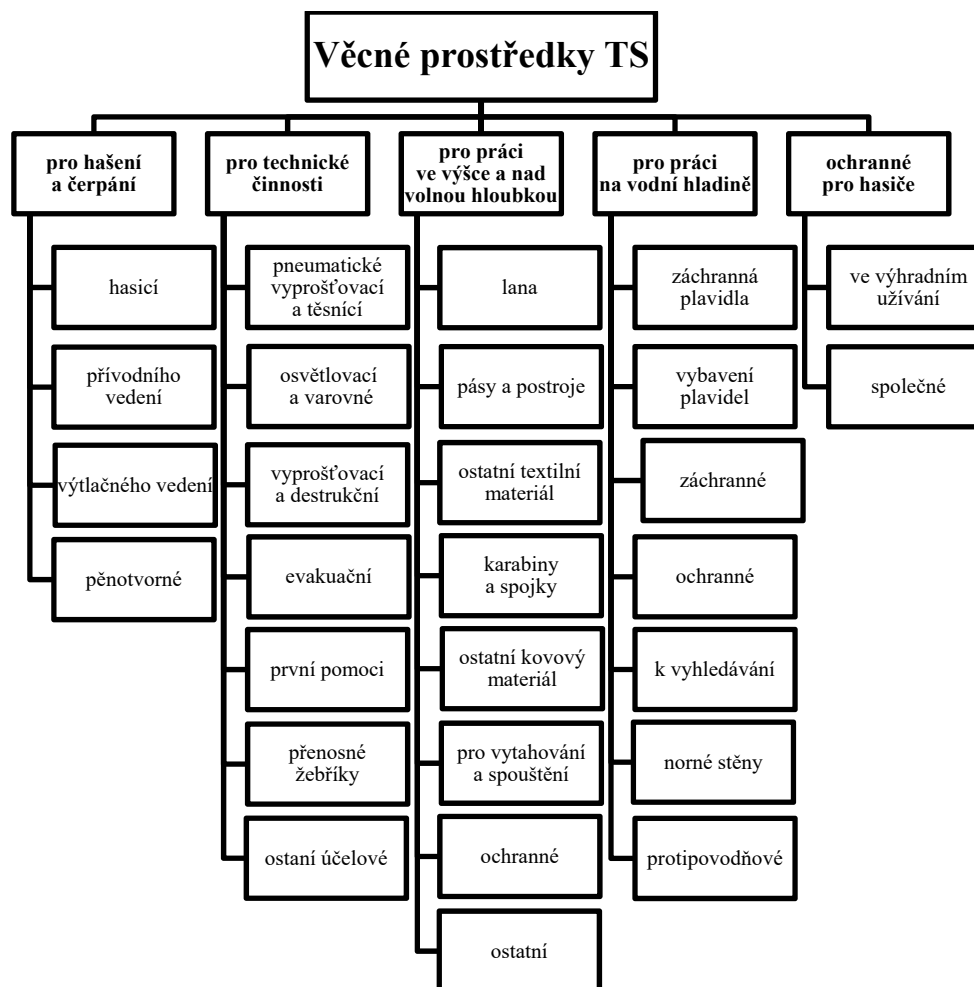 Věcné prostředky TS
pro hašení
a čerpání
hasicí
přívodního
vedení
výtlačného vedení
pěnotvorné
pro technické
činnosti
pneumatické
vyprošťovací
a těsnící
osvětlovací
a varovné
vyprošťovací
a destrukční
evakuační
první pomoci
přenosné
žebříky
ostaní účelové
pro práci
ve výšce a nad
volnou hloubkou
lana
pásy a postroje
ostatní textilní
materiál
karabiny
a spojky
ostatní kovový
materiál
pro vytahování
a spouštění
ochranné
ostatní
pro práci
na vodní hladině
záchranná
plavidla
vybavení
plavidel
záchranné
ochranné
k vyhledávání
norné stěny
protipovodňové
ochranné
pro hasiče
ve výhradním
užívání
společné